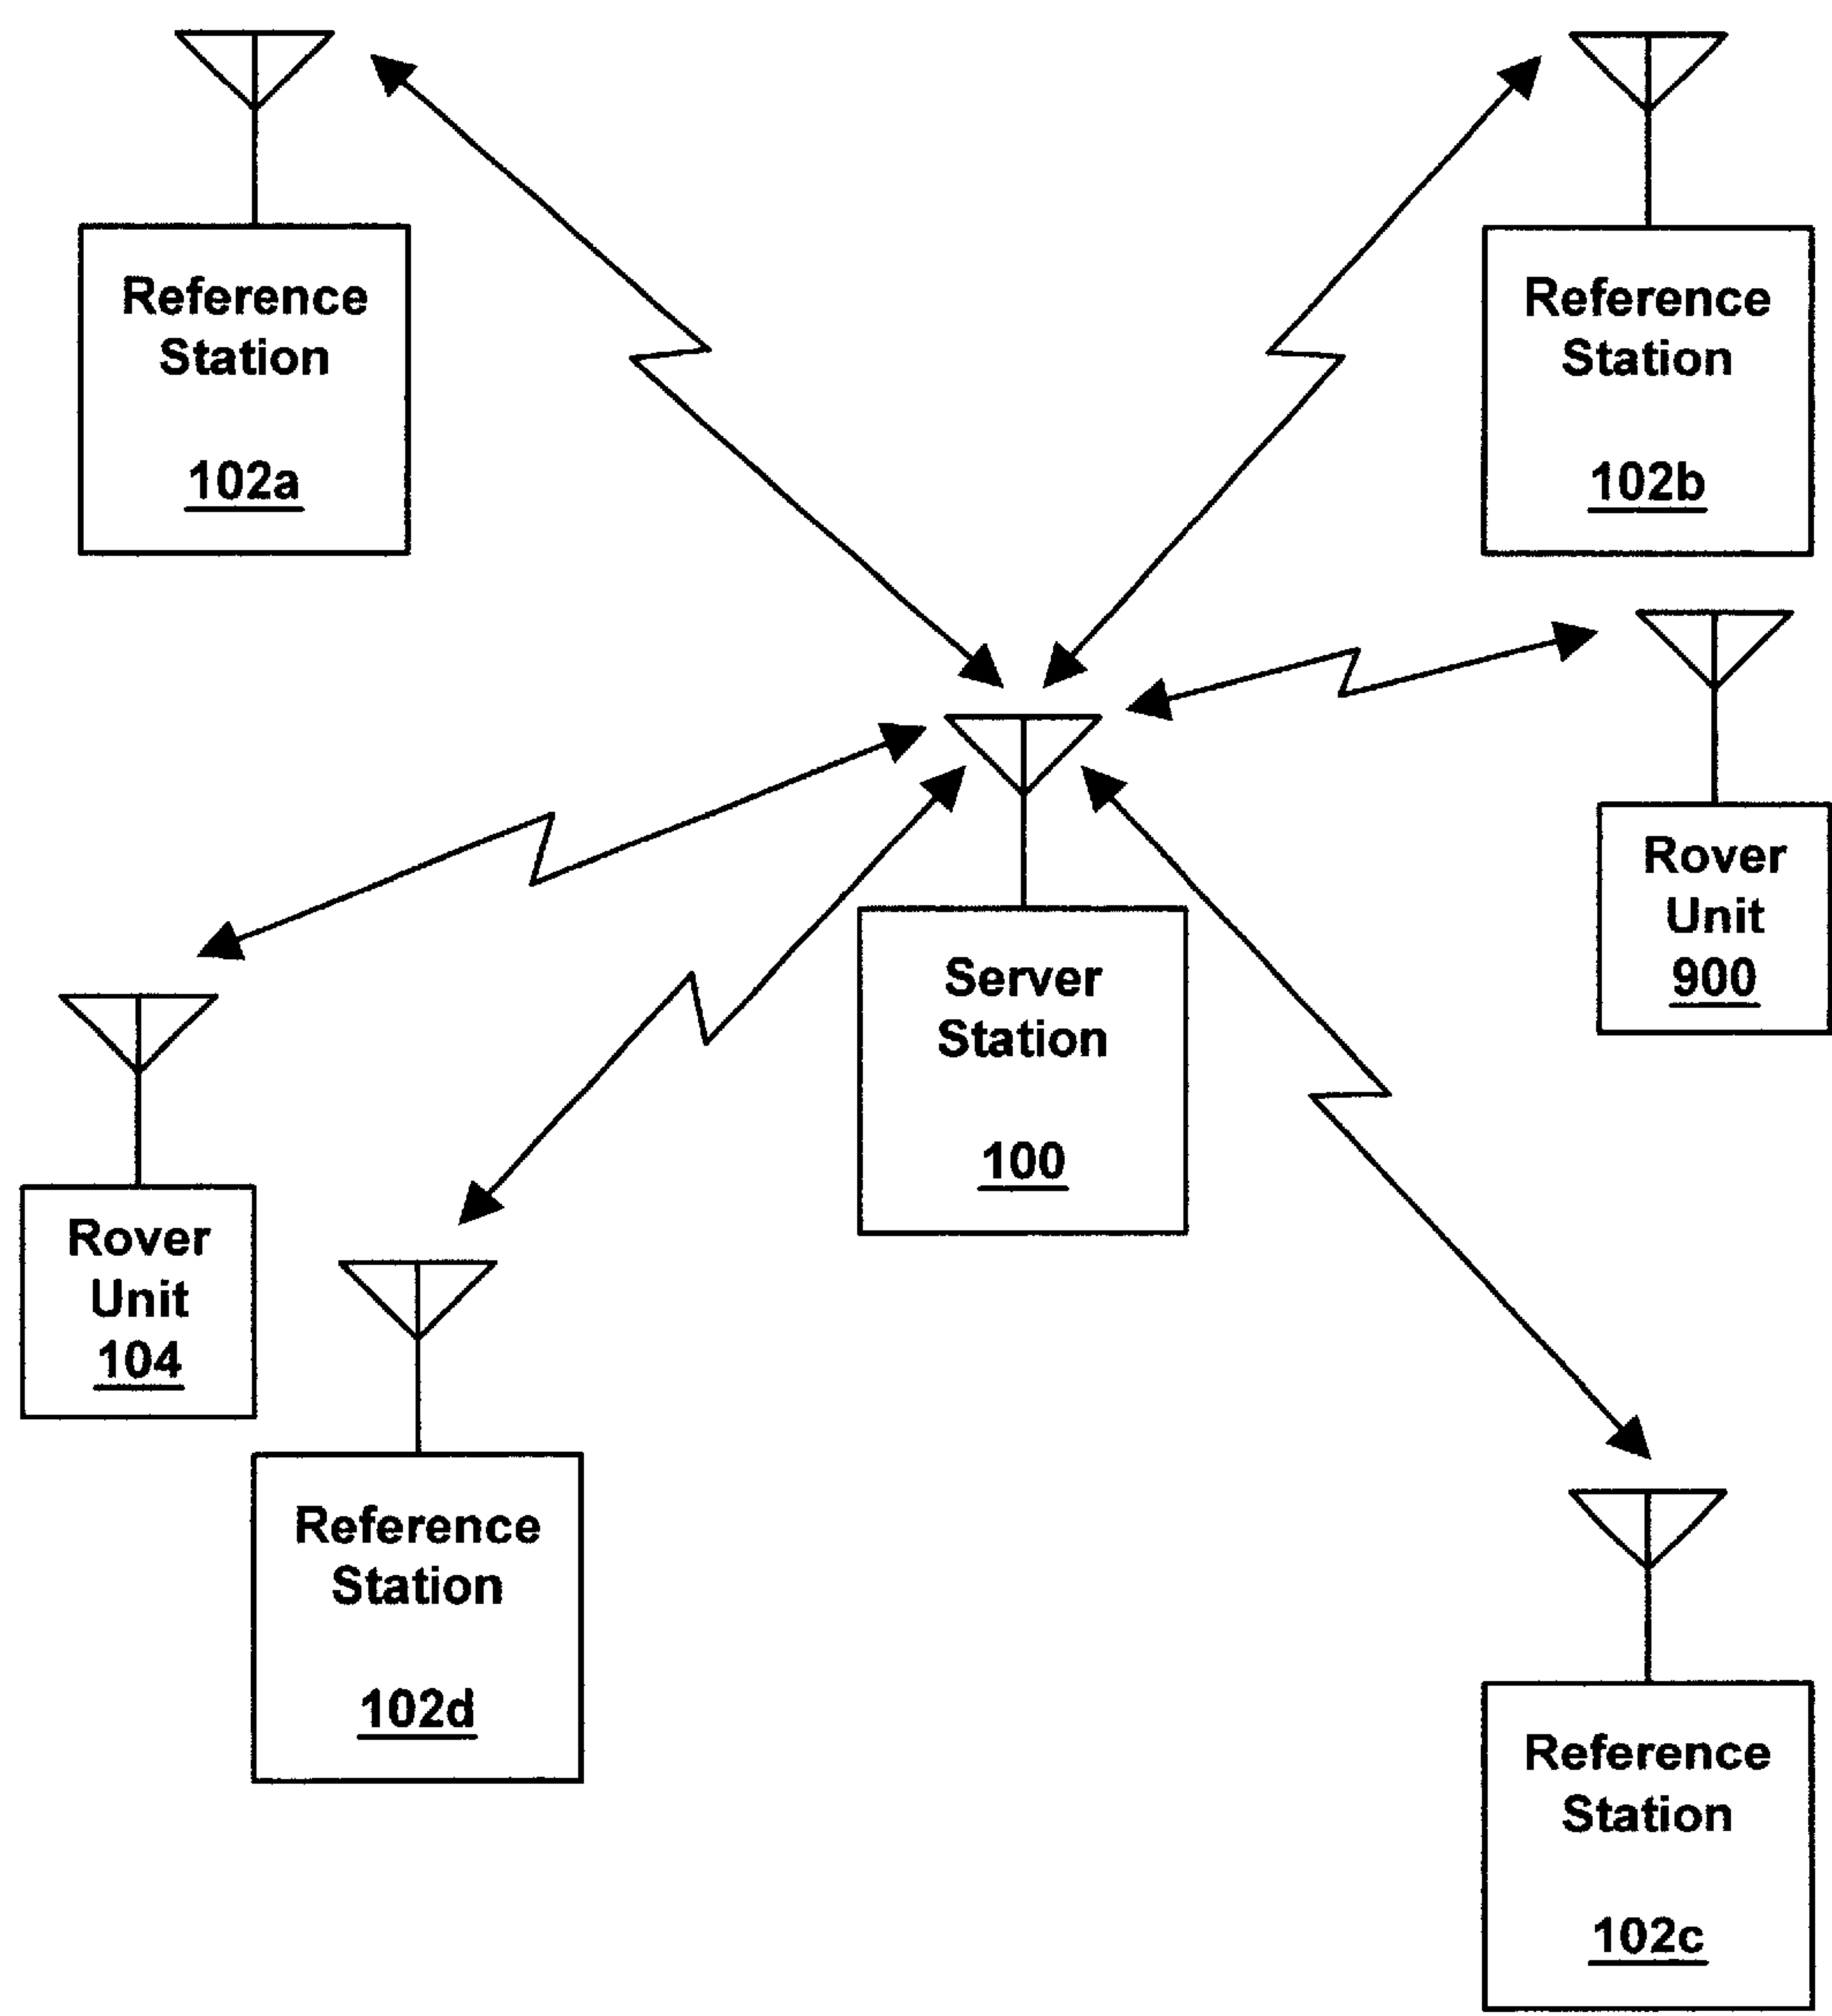 Reference
Station
102a
Reference
Station
102b
Rover
Unit
900
Server
Station
100
Rover
Unit
104
Reference
Station
102d
Reference
Station
102c